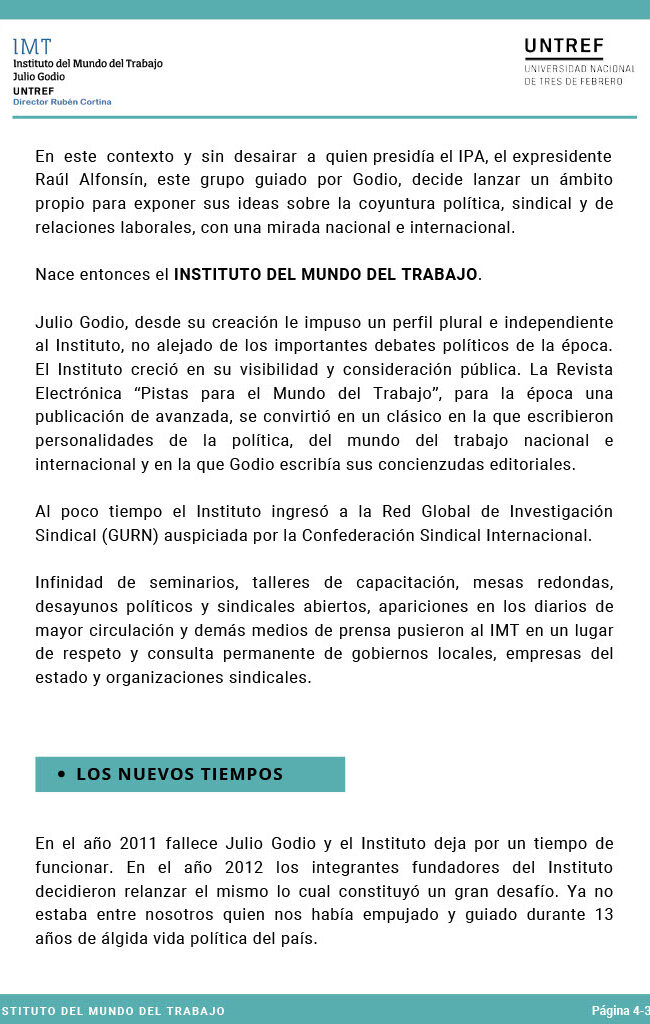 IMT
Instituto del Mundo del Trabajo
Julio Godio
UNTREF
Director Rubén Cortina
UNTREF
UNIVERSIDAD NACIONAL
DE TRES DE FEBRERO
En este contexto y sin desairar a quien presidía el IPA, el expresidente
Raúl Alfonsín, este grupo guiado por Godio, decide lanzar un ámbito
propio para exponer sus ideas sobre la coyuntura política, sindical y de
relaciones laborales, con una mirada nacional e internacional.
Nace entonces el INSTITUTO DEL MUNDO DEL TRABAJO.
Julio Godio, desde su creación le impuso un perfil plural e independiente
al Instituto, no alejado de los importantes debates políticos de la época.
El Instituto creció en su visibilidad y consideración pública. La Revista
Electrónica “Pistas para el Mundo del Trabajo”, para la época una
publicación de avanzada, se convirtió en un clásico en la que escribieron
personalidades de la política, del mundo del trabajo nacional e
internacional y en la que Godio escribía sus concienzudas editoriales.
Al poco tiempo el Instituto ingresó a la Red Global de Investigación
Sindical (GURN) auspiciada por la Confederación Sindical Internacional.
Infinidad de seminarios, talleres de capacitación, mesas redondas,
desayunos políticos y sindicales abiertos, apariciones en los diarios de
mayor circulación y demás medios de prensa pusieron al IMT en un lugar
de respeto y consulta permanente de gobiernos locales, empresas del
estado y organizaciones sindicales.
• LOS NUEVOS TIEMPOS
En el año 2011 fallece Julio Godio y el Instituto deja por un tiempo de
funcionar. En el año 2012 los integrantes fundadores del Instituto
decidieron relanzar el mismo lo cual constituyó un gran desafío. Ya no
estaba entre nosotros quien nos había empujado y guiado durante 13
años de álgida vida política del país.
STITUTO DEL MUNDO DEL TRABAJO
Página 4-3